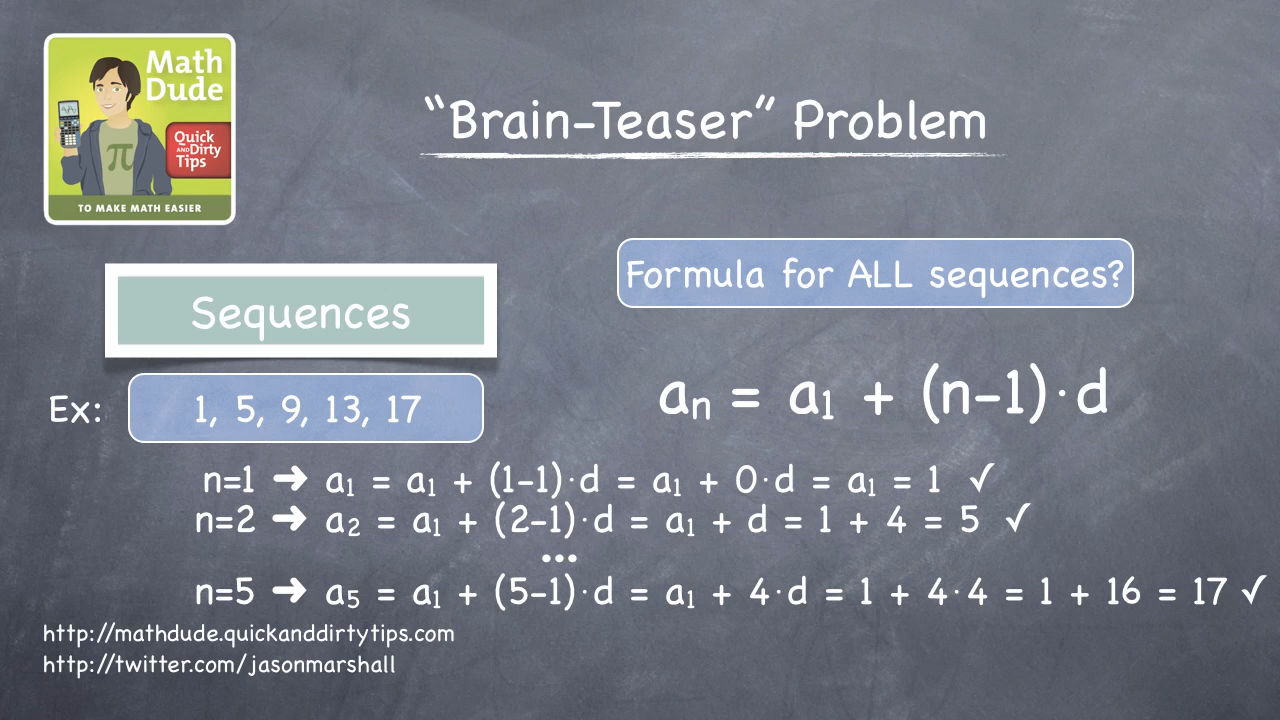 Math
Dude
Quick
AND Dirty
Tips
TO MAKE MATH EASIER
π
“Brain-Teaser” Problem
Sequences
Formula for ALL sequences?
Ex: 1, 5, 9, 13, 17
aₙ = a₁ + (n-1)·d
n=1 ➜ a₁ = a₁ + (1-1)·d = a₁ + 0·d = a₁ = 1 ✓
n=2 ➜ a₂ = a₁ + (2-1)·d = a₁ + d = 1 + 4 = 5 ✓
...
n=5 ➜ a₅ = a₁ + (5-1)·d = a₁ + 4·d = 1 + 4·4 = 1 + 16 = 17 ✓
http://mathdude.quickanddirtytips.com
http://twitter.com/jasonmarshall